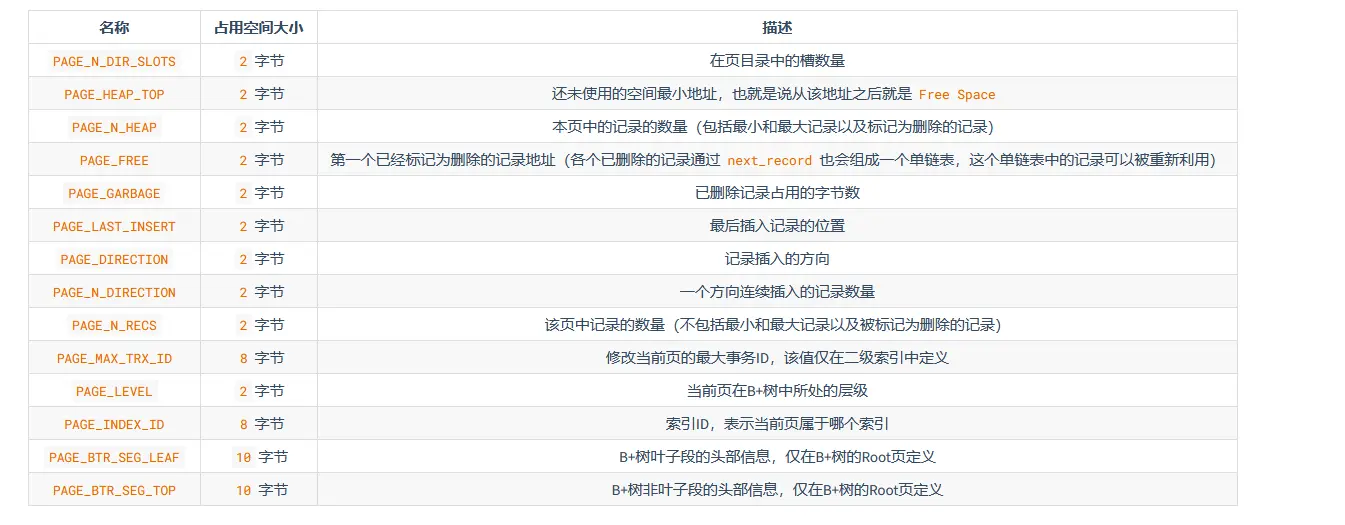 名称 占用空间大小 描述
PAGE_N_DIR_SLOTS 2 字节 在页目录中的槽数量
PAGE_HEAP_TOP 2 字节 还未使用的空间最小地址，也就是说从该地址之后就是 Free Space
PAGE_N_HEAP 2 字节 本页中的记录的数量（包括最小和最大记录以及标记为删除的记录）
PAGE_FREE 2 字节 第一个已经标记为删除的记录地址（各个已删除的记录通过 next_record 也会组成一个单链表，这个单链表中的记录可以被重新利用）
PAGE_GARBAGE 2 字节 已删除记录占用的字节数
PAGE_LAST_INSERT 2 字节 最后插入记录的位置
PAGE_DIRECTION 2 字节 记录插入的方向
PAGE_N_DIRECTION 2 字节 一个方向连续插入的记录数量
PAGE_N_RECS 2 字节 该页中记录的数量（不包括最小和最大记录以及被标记为删除的记录）
PAGE_MAX_TRX_ID 8 字节 修改当前页的最大事务ID，该值仅在二级索引中定义
PAGE_LEVEL 2 字节 当前页在B+树中所处的层级
PAGE_INDEX_ID 8 字节 索引ID，表示当前页属于哪个索引
PAGE_BTR_SEG_LEAF 10 字节 B+树叶子段的头部信息，仅在B+树的Root页定义
PAGE_BTR_SEG_TOP 10 字节 B+树非叶子段的头部信息，仅在B+树的Root页定义